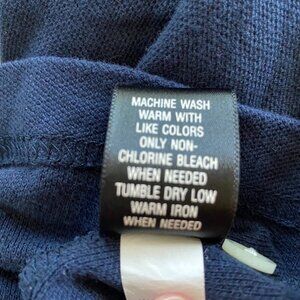 MACHINE WASH
WARM WITH
LIKE COLORS
ONLY NON-
CHLORINE BLEACH
WHEN NEEDED
TUMBLE DRY LOW
WARM IRON
WHEN NEEDED